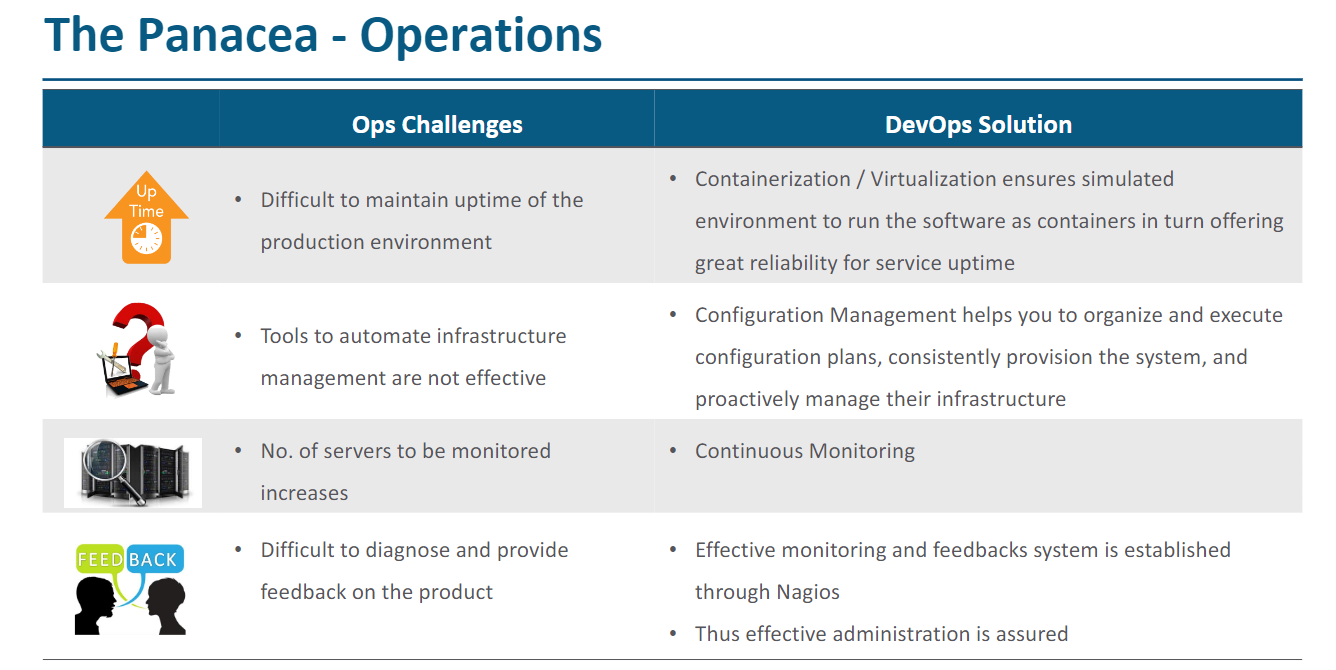 The Panacea - Operations
Ops Challenges
DevOps Solution
Up
Time
• Difficult to maintain uptime of the
production environment
• Containerization / Virtualization ensures simulated
environment to run the software as containers in turn offering
great reliability for service uptime
• Tools to automate infrastructure
management are not effective
• Configuration Management helps you to organize and execute
configuration plans, consistently provision the system, and
proactively manage their infrastructure
• No. of servers to be monitored
increases
• Continuous Monitoring
FEEDBACK
• Difficult to diagnose and provide
feedback on the product
• Effective monitoring and feedbacks system is established
through Nagios
• Thus effective administration is assured